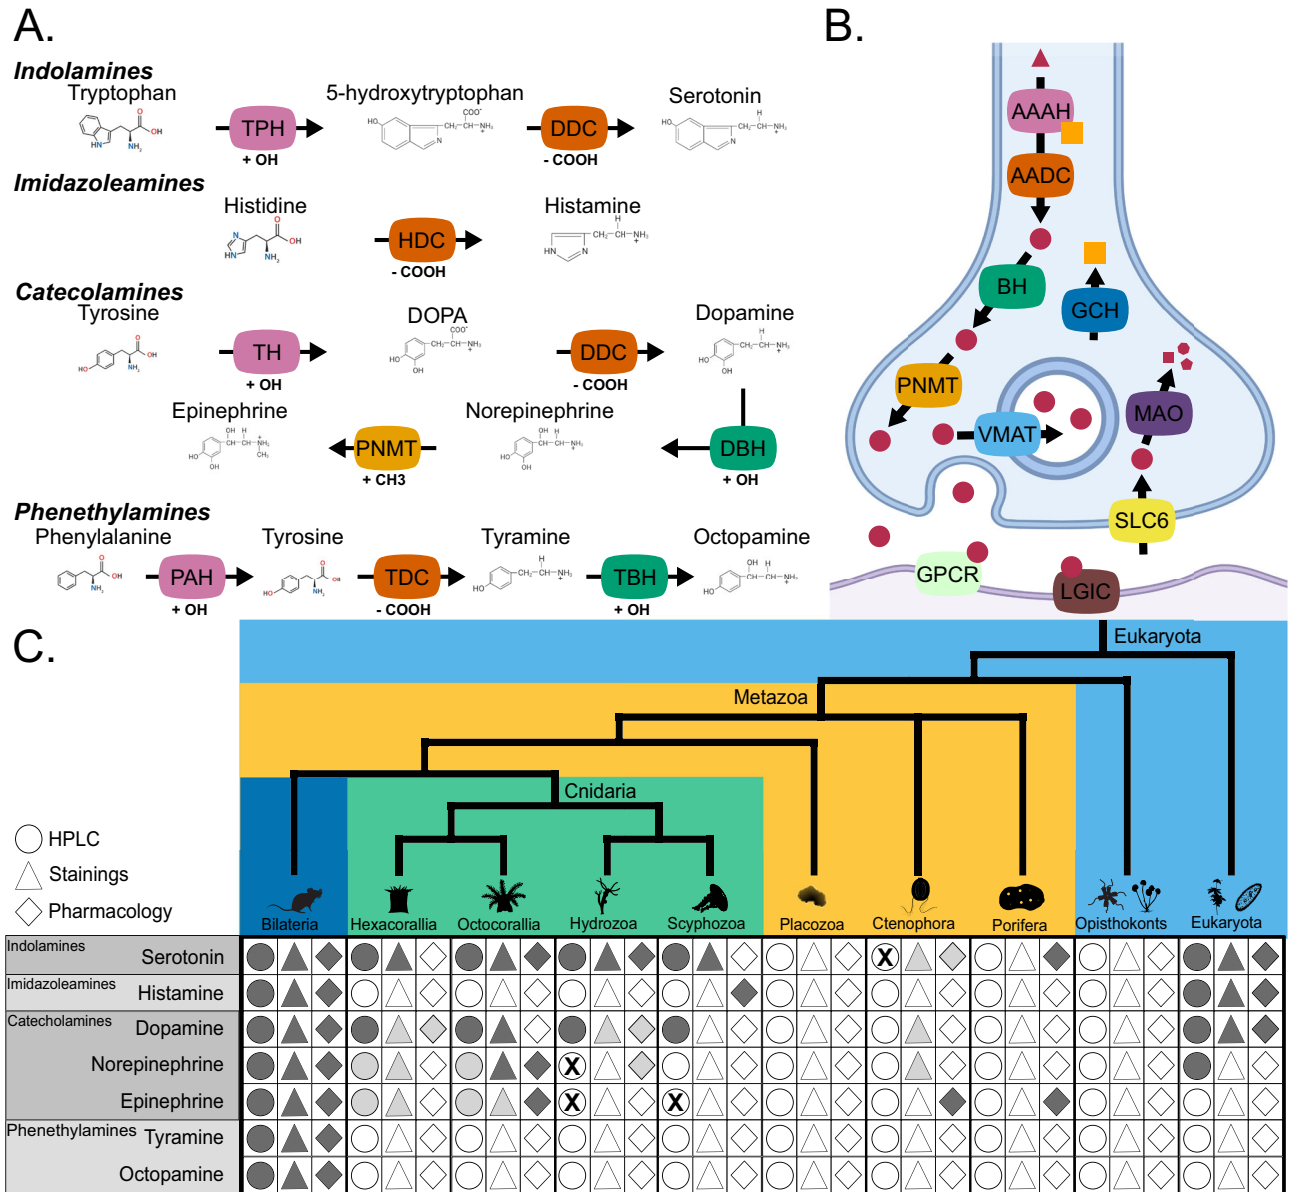 A.
Indolamines
Tryptophan 5-hydroxytryptophan Serotonin
TPH DDC
+ OH - COOH
Imidazoleamines
Histidine Histamine
HDC
- COOH
Catecolamines
Tyrosine DOPA Dopamine
TH DDC
+ OH - COOH
Epinephrine Norepinephrine
PNMT DBH
+ CH3 + OH
Phenethylamines
Phenylalanine Tyrosine Tyramine Octopamine
PAH TDC TBH
+ OH - COOH + OH
B.
AAAH
AADC
BH
GCH
PNMT
MAO
VMAT
SLC6
GPCR
LGIC
C.
Eukaryota
Metazoa
Cnidaria
HPLC
Stainings
Pharmacology
Bilateria Hexacorallia Octocorallia Hydrozoa Scyphozoa Placozoa Ctenophora Porifera Opisthokonts Eukaryota
Indolamines
Serotonin X
Imidazoleamines
Histamine
Catecholamines
Dopamine
Norepinephrine X
Epinephrine X X
Phenethylamines
Tyramine
Octopamine